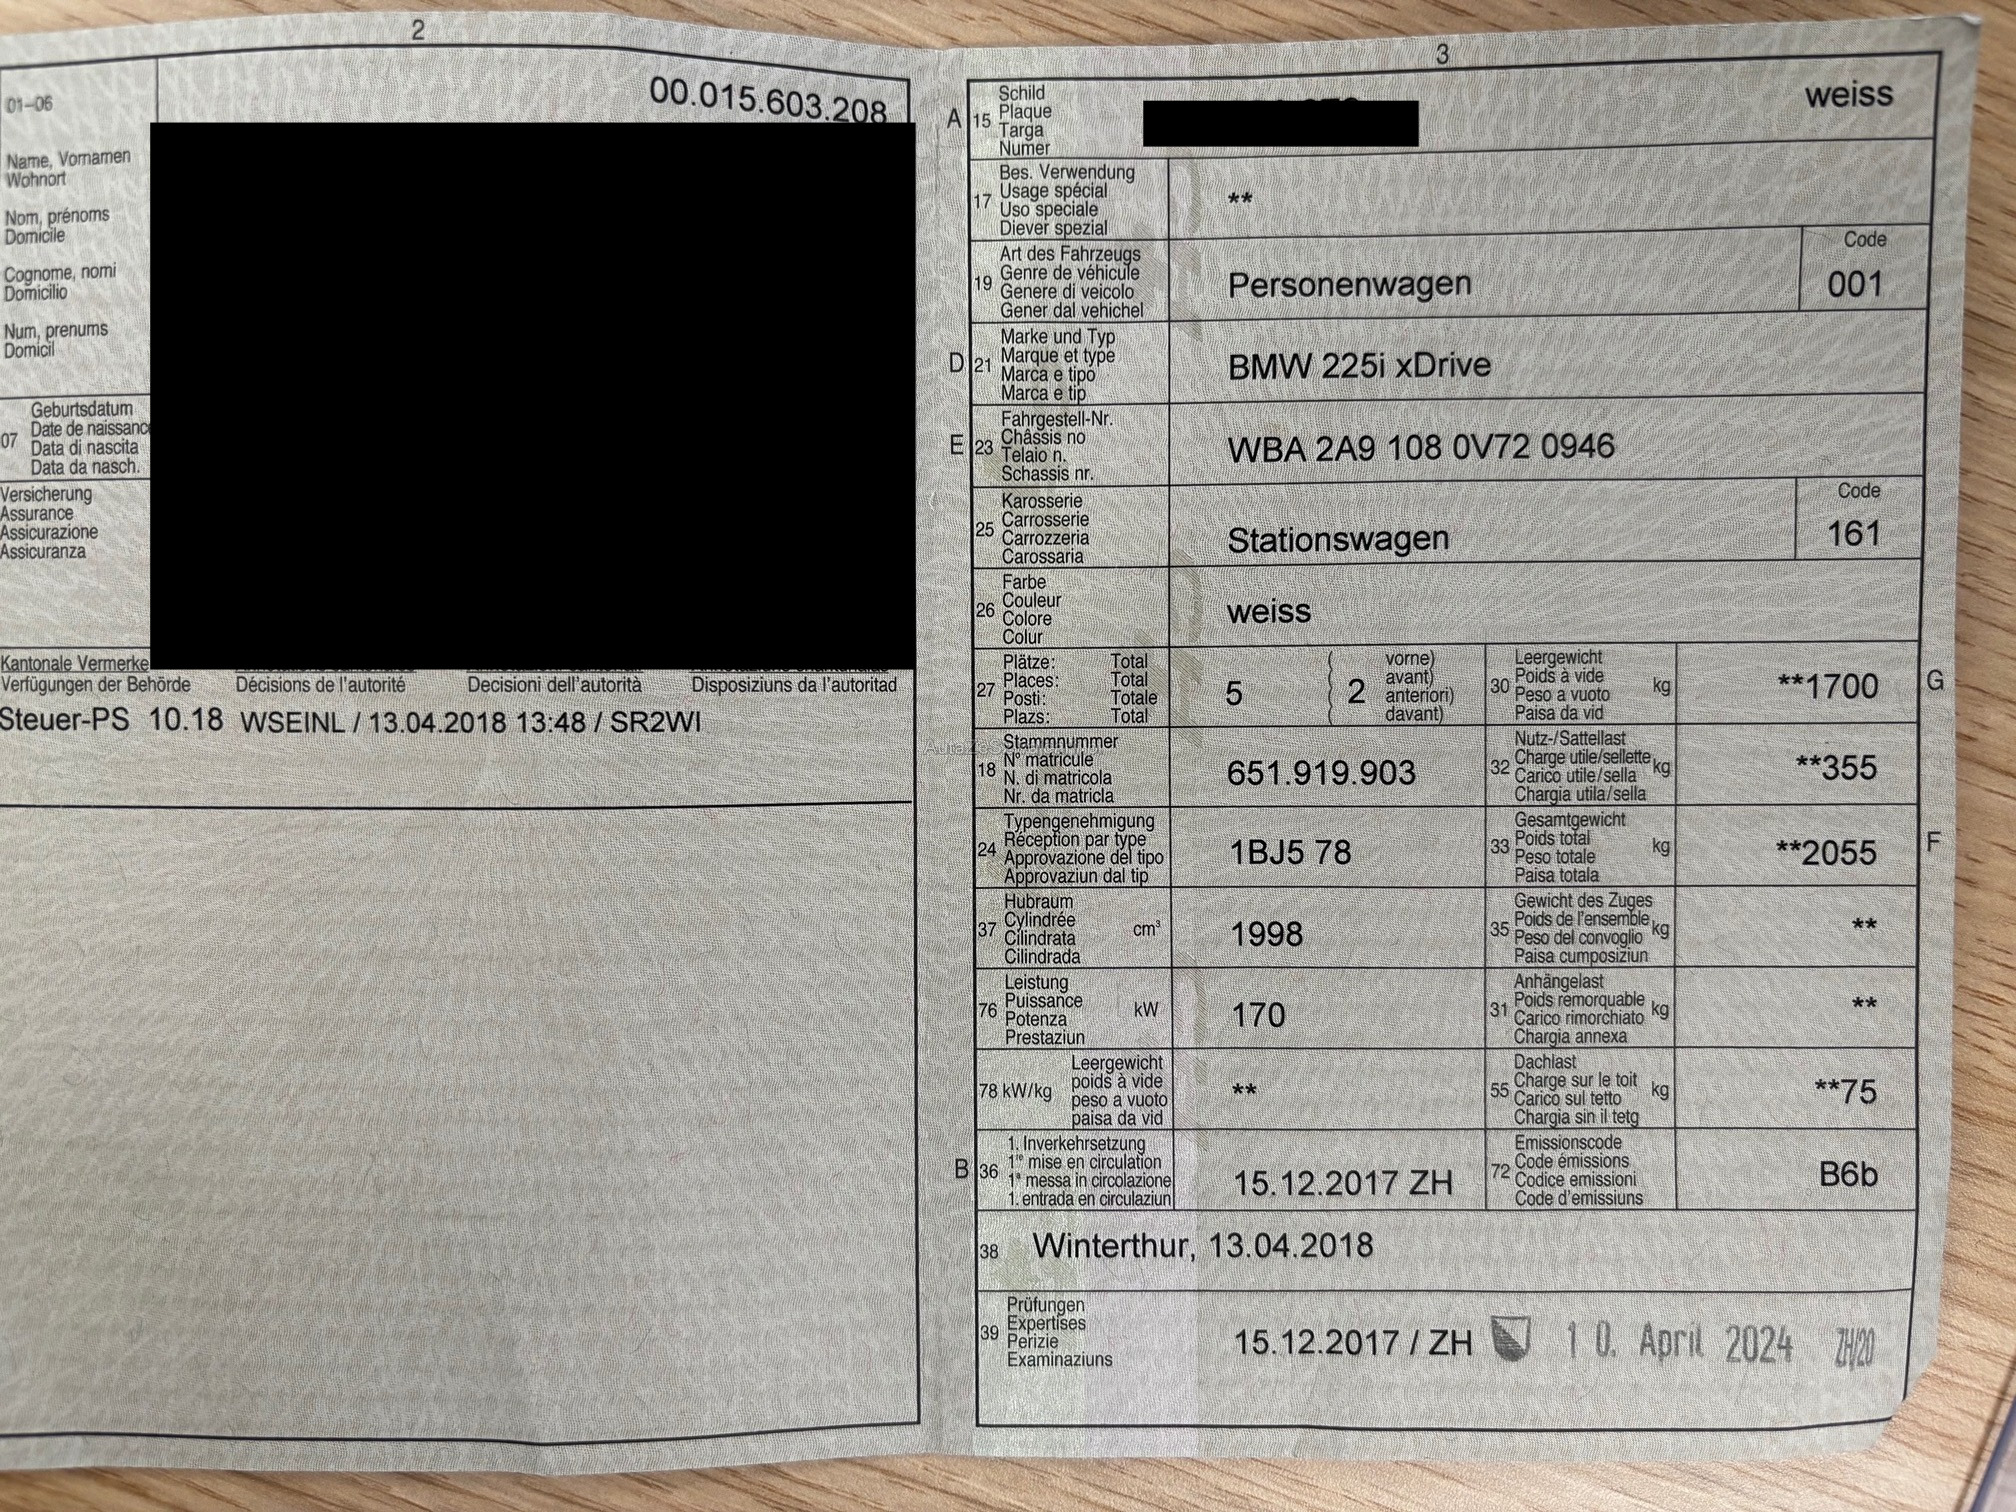 2
01-06
00.015.603.208
Name, Vornamen
Wohnort
Nom, prénoms
Domicile
Cognome, nomi
Domicilio
Num, prenums
Domicil
07
Geburtsdatum
Date de naissanc
Data di nascita
Data da nasch.
Versicherung
Assurance
Assicurazione
Assicuranza
Kantonale Vermerke
Verfügungen der Behörde Décisions de l'autorité Decisioni dell'autorità Disposiziuns da l'autoritad
Steuer-PS 10.18 WSEINL / 13.04.2018 13:48 / SR2WI
3
A 15 Schild
Plaque
Targa
Numer
weiss
17 Bes. Verwendung
Usage spécial
Uso speciale
Diever spezial
**
19 Art des Fahrzeugs
Genre de véhicule
Genere di veicolo
Gener dal vehichel
Personenwagen
Code
001
D 21 Marke und Typ
Marque et type
Marca e tipo
Marca e tip
BMW 225i xDrive
E 23 Fahrgestell-Nr.
Châssis no
Telaio n.
Schassis nr.
WBA 2A9 108 0V72 0946
25 Karosserie
Carrosserie
Carrozzeria
Carossaria
Stationswagen
Code
161
26 Farbe
Couleur
Colore
Colur
weiss
27 Plätze: Total
Places: Total
Posti: Totale
Plazs: Total
5 ( 2
vorne)
avant)
anteriori)
davant)
30 Leergewicht
Poids à vide
Peso a vuoto
Paisa da vid
kg
**1700
G
18 Stammnummer
N° matricule
N. di matricola
Nr. da matricla
651.919.903
32 Nutz-/Sattellast
Charge utile/sellette
Carico utile/sella
Chargia utila/sella
kg
**355
24 Typengenehmigung
Réception par type
Approvazione del tipo
Approvaziun dal tip
1BJ5 78
33 Gesamtgewicht
Poids total
Peso totale
Paisa totala
kg
**2055
F
37 Hubraum
Cylindrée
Cilindrata
Cilindrada
cm³
1998
35 Gewicht des Zuges
Poids de l'ensemble
Peso del convoglio
Paisa cumposiziun
kg
**
76 Leistung
Puissance
Potenza
Prestaziun
kW
170
31 Anhängelast
Poids remorquable
Carico rimorchiato
Chargia annexa
kg
**
78 kW/kg
Leergewicht
poids à vide
peso a vuoto
paisa da vid
**
55 Dachlast
Charge sur le toit
Carico sul tetto
Chargia sin il tetg
kg
**75
B 36 1. Inverkehrsetzung
1re mise en circulation
1a messa in circolazione
1. entrada en circulaziun
15.12.2017 ZH
72 Emissionscode
Code émissions
Codice emissioni
Code d'emissiuns
B6b
38 Winterthur, 13.04.2018
39 Prüfungen
Expertises
Perizie
Examinaziuns
15.12.2017 / ZH 10. April 2024 ZH/20